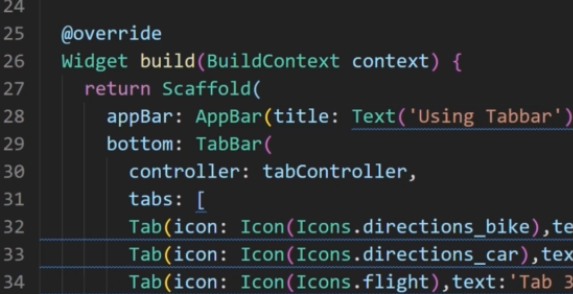 24
25 @override
26 Widget build(BuildContext context) {
27 return Scaffold(
28 appBar: AppBar(title: Text('Using Tabbar')
29 bottom: TabBar(
30 controller: tabController,
31 tabs: [
32 Tab(icon: Icon(Icons.directions_bike),te
33 Tab(icon: Icon(Icons.directions_car),tex
34 Tab(icon: Icon(Icons.flight),text:'Tab 3